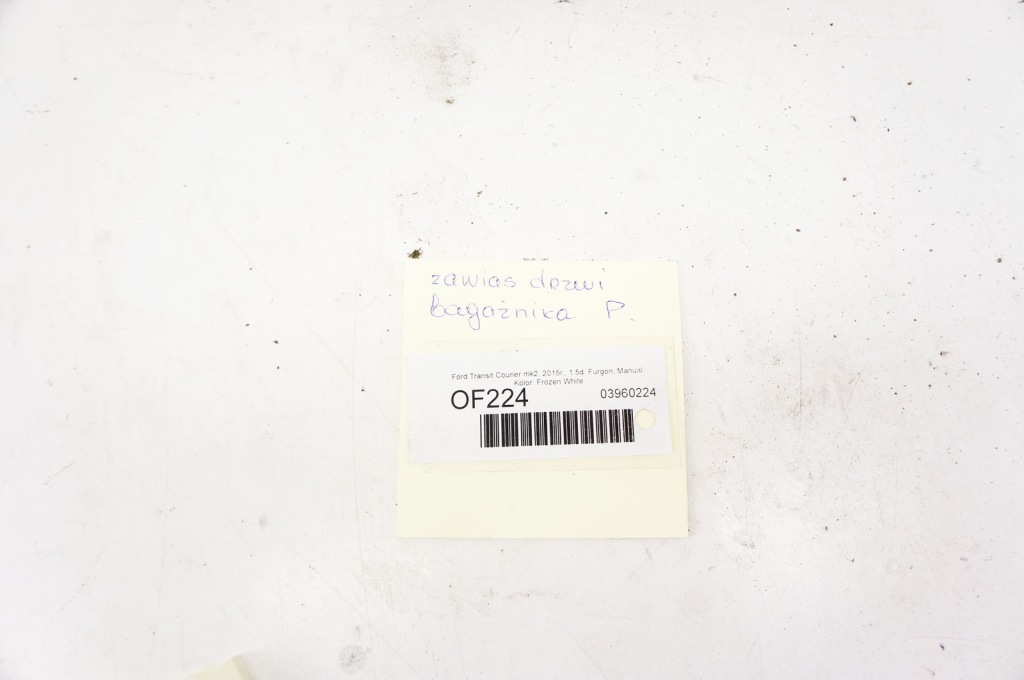 zawias drzwi
bagażnika P.
Ford Transit Courier mk2, 2015r., 1.5d, Furgon, Manual,
Kolor: Frozen White
OF224
03960224